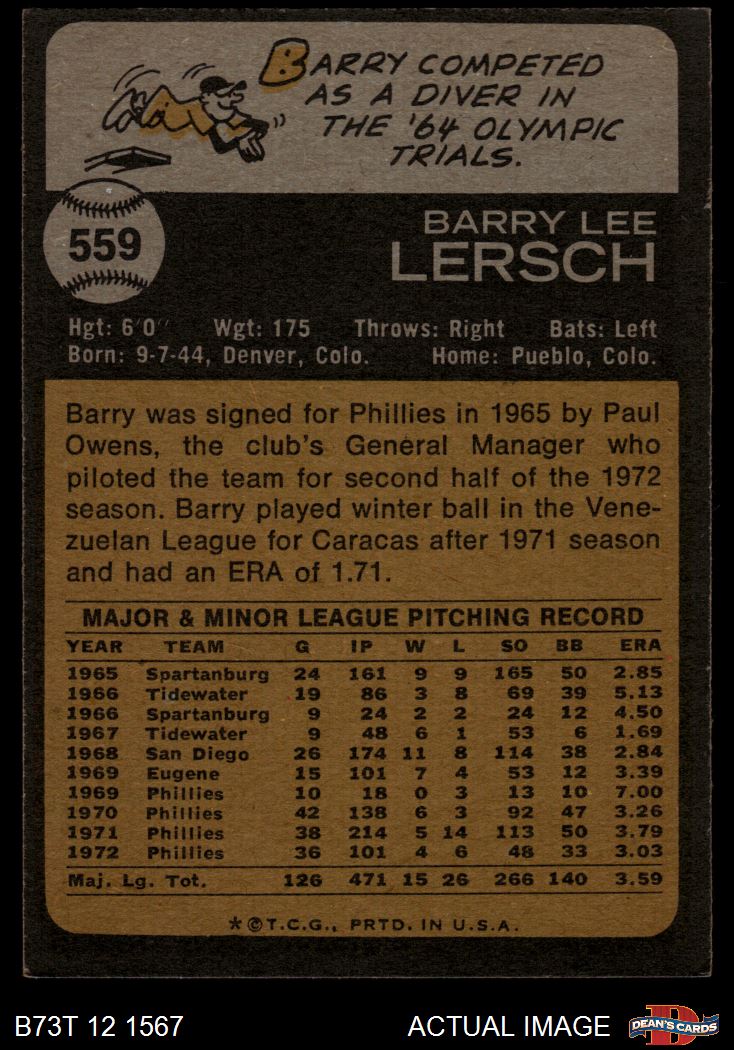 BARRY COMPETED
AS A DIVER IN
THE '64 OLYMPIC
TRIALS.
559
BARRY LEE
LERSCH
Hgt: 6'0" Wgt: 175 Throws: Right Bats: Left
Born: 9-7-44, Denver, Colo. Home: Pueblo, Colo.
Barry was signed for Phillies in 1965 by Paul
Owens, the club's General Manager who
piloted the team for second half of the 1972
season. Barry played winter ball in the Vene-
zuelan League for Caracas after 1971 season
and had an ERA of 1.71.
MAJOR & MINOR LEAGUE PITCHING RECORD
YEAR TEAM G IP W L SO BB ERA
1965 Spartanburg 24 161 9 9 165 50 2.85
1966 Tidewater 19 86 3 8 69 39 5.13
1966 Spartanburg 9 24 2 2 24 12 4.50
1967 Tidewater 9 48 6 1 53 6 1.69
1968 San Diego 26 174 11 8 114 38 2.84
1969 Eugene 15 101 7 4 53 12 3.39
1969 Phillies 10 18 0 3 13 10 7.00
1970 Phillies 42 138 6 3 92 47 3.26
1971 Phillies 38 214 5 14 113 50 3.79
1972 Phillies 36 101 4 6 48 33 3.03
Maj. Lg. Tot. 126 471 15 26 266 140 3.59
*©T.C.G., PRTD. IN U.S.A.
B73T 12 1567 ACTUAL IMAGE D DEAN'S CARDS